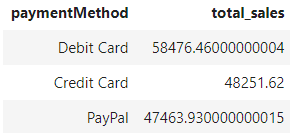 paymentMethod total_sales
Debit Card 58476.46000000004
Credit Card 48251.62
PayPal 47463.930000000015